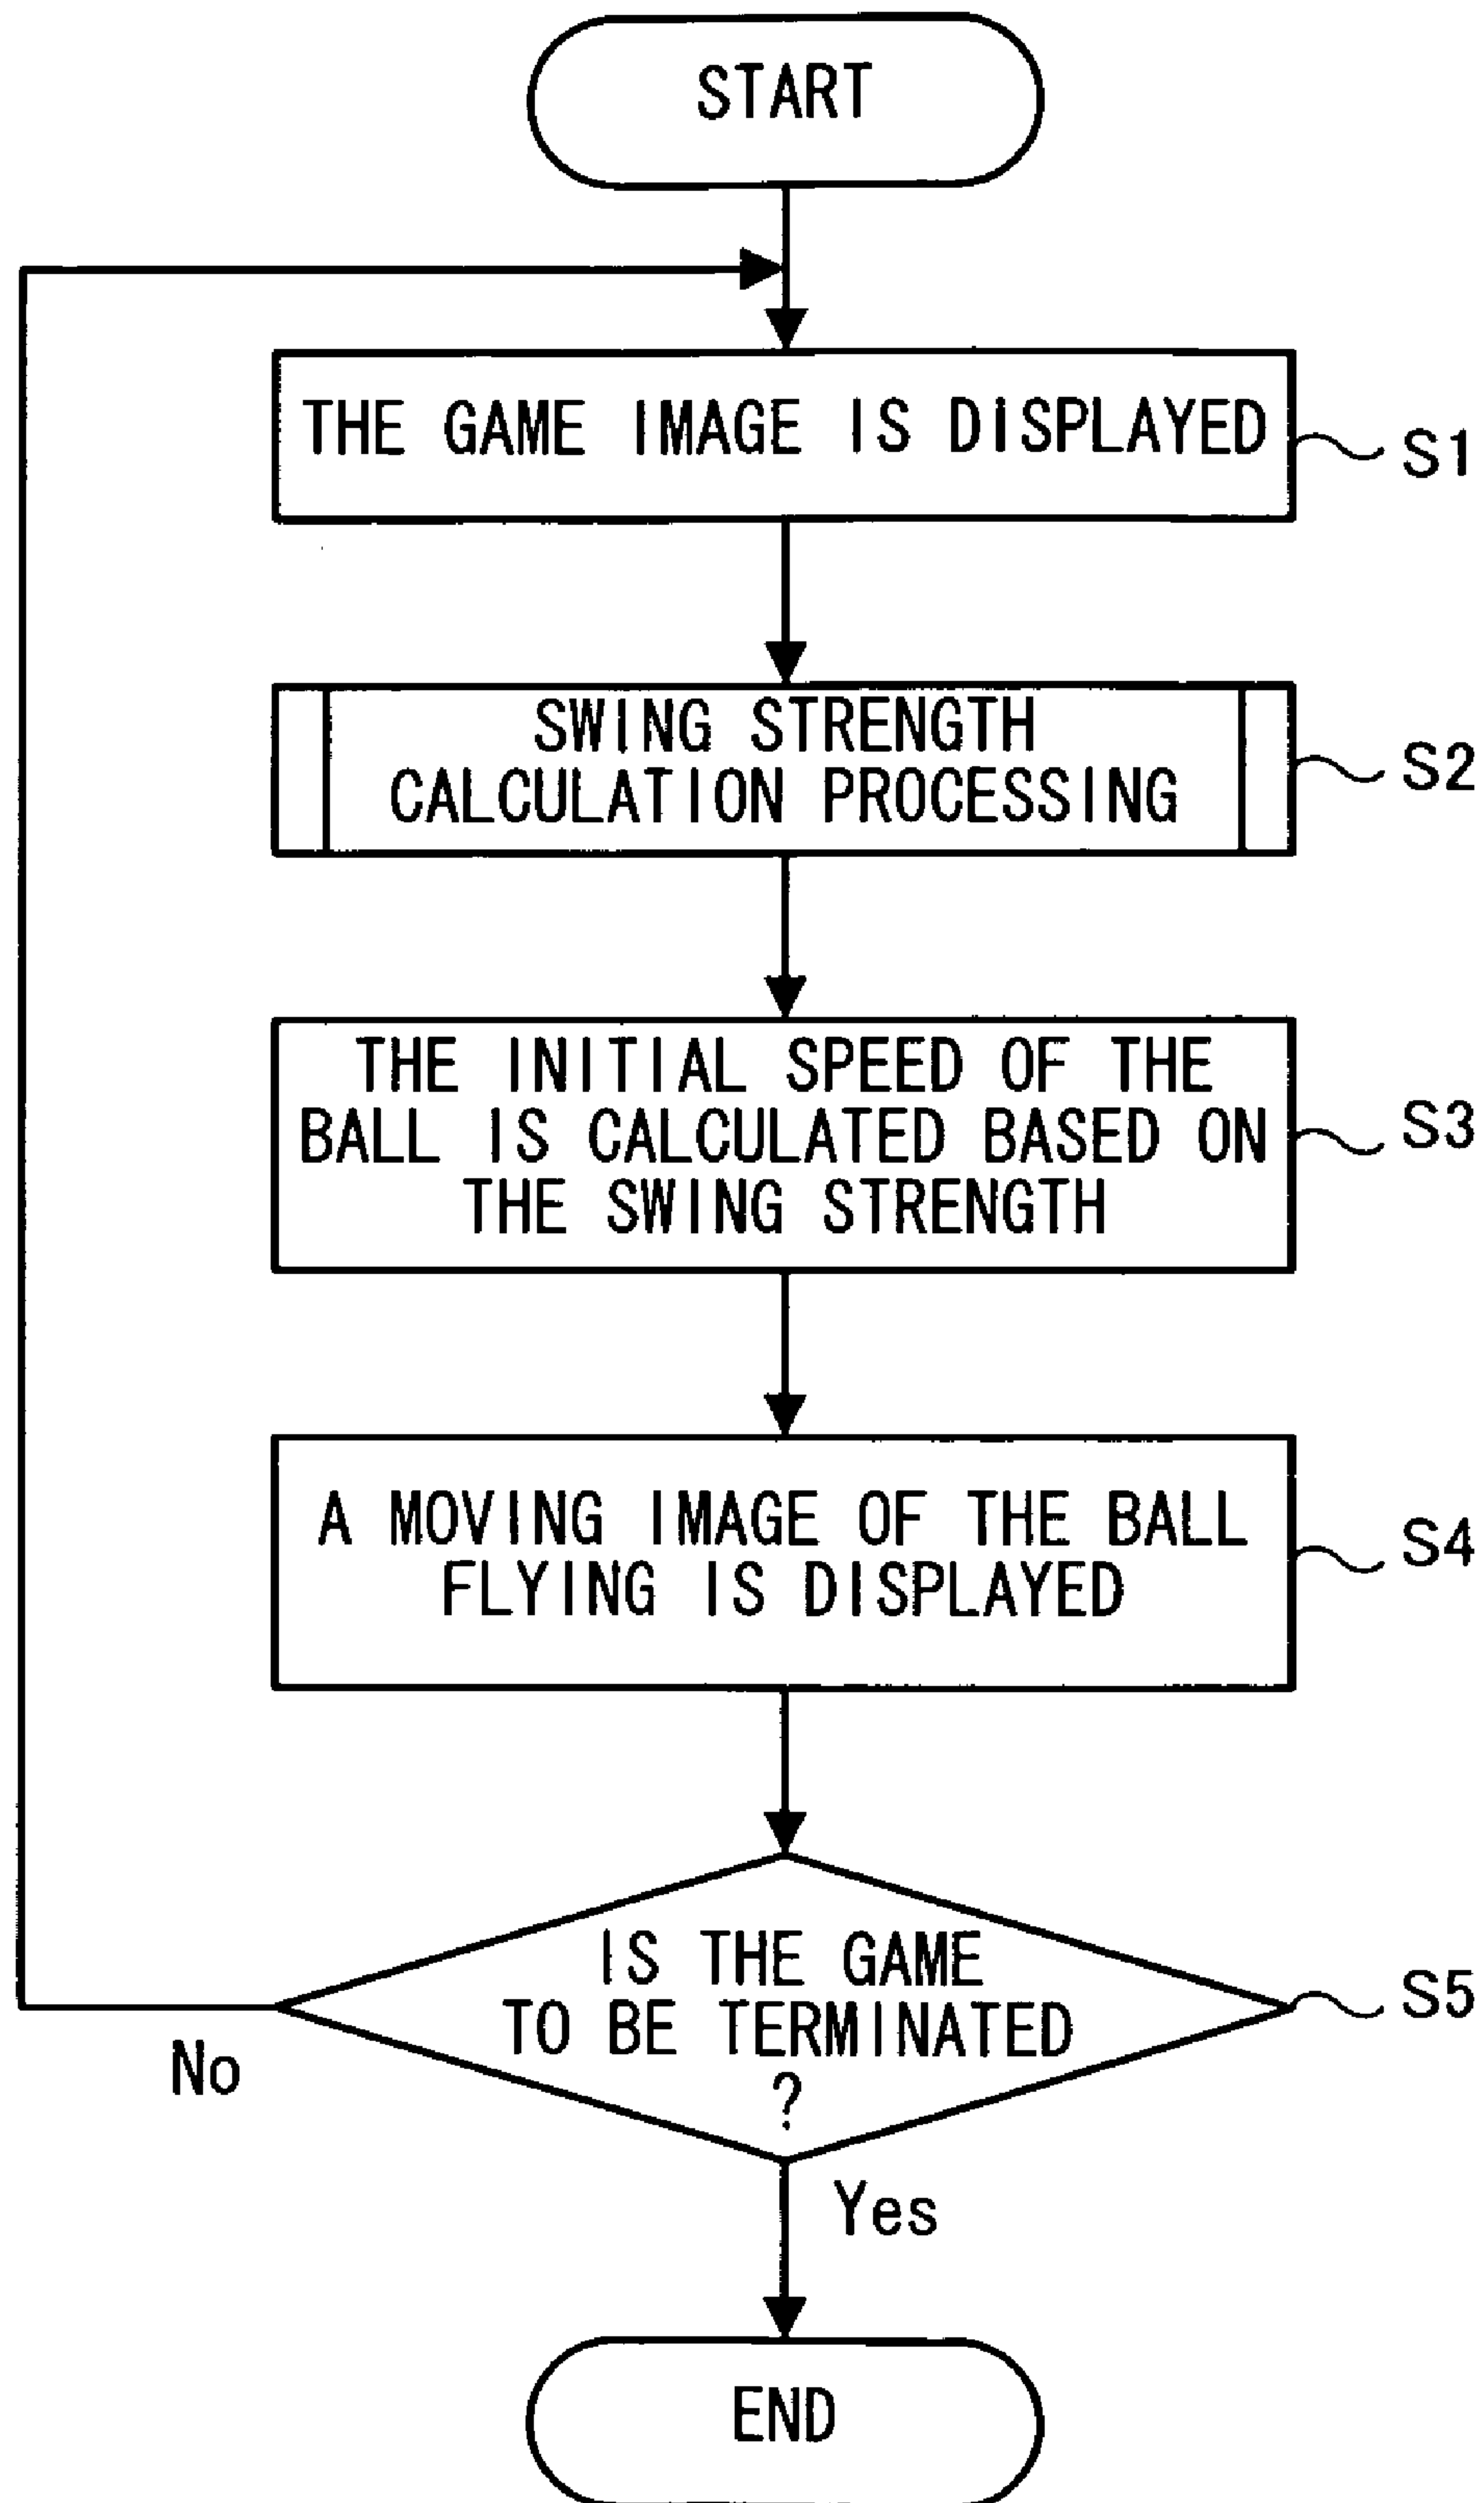 START
THE GAME IMAGE IS DISPLAYED
S1
SWING STRENGTH
CALCULATION PROCESSING
S2
THE INITIAL SPEED OF THE
BALL IS CALCULATED BASED ON
THE SWING STRENGTH
S3
A MOVING IMAGE OF THE BALL
FLYING IS DISPLAYED
S4
IS THE GAME
TO BE TERMINATED
?
S5
No
Yes
END